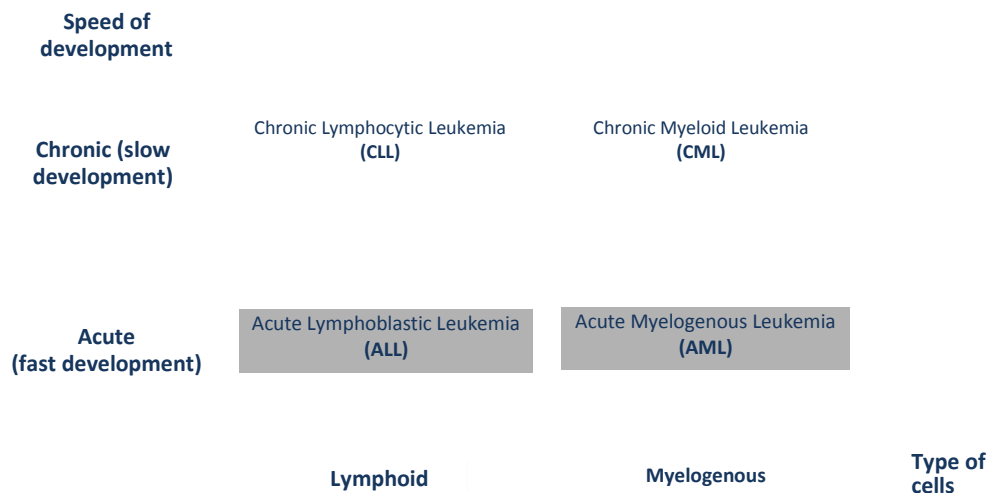 Speed of
development
Chronic (slow
development)
Chronic Lymphocytic Leukemia
(CLL)
Chronic Myeloid Leukemia
(CML)
Acute
(fast development)
Acute Lymphoblastic Leukemia
(ALL)
Acute Myelogenous Leukemia
(AML)
Lymphoid
Myelogenous
Type of
cells